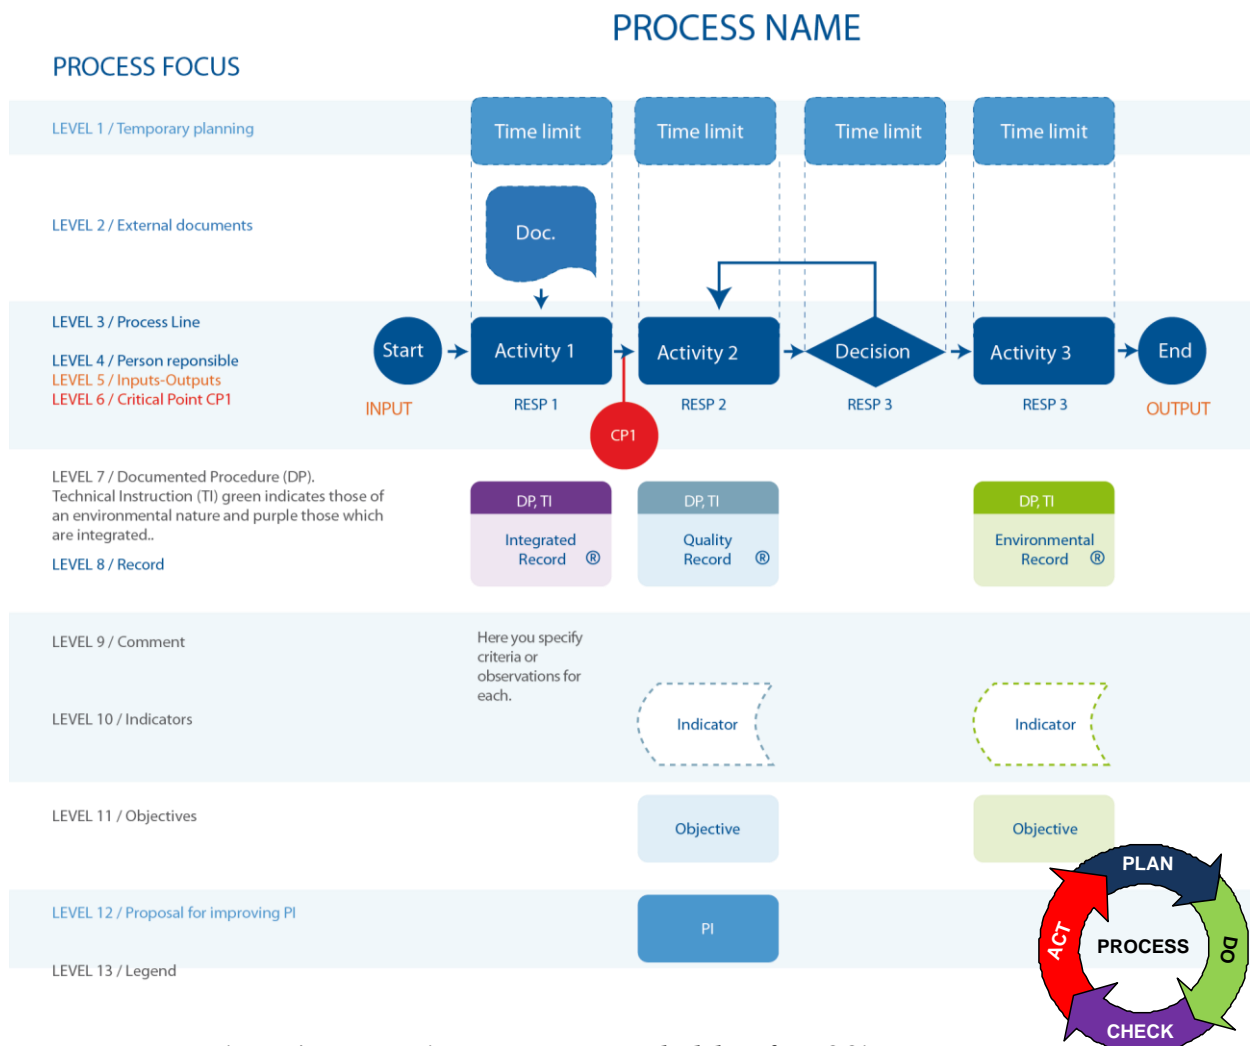 PROCESS NAME
PROCESS FOCUS
LEVEL 1 / Temporary planning
Time limit
Time limit
Time limit
Time limit
LEVEL 2 / External documents
Doc.
LEVEL 3 / Process Line
LEVEL 4 / Person reponsible
LEVEL 5 / Inputs-Outputs
LEVEL 6 / Critical Point CP1
Start
Activity 1
Activity 2
Decision
Activity 3
End
INPUT
RESP 1
RESP 2
RESP 3
RESP 3
OUTPUT
CP1
LEVEL 7 / Documented Procedure (DP).
Technical Instruction (TI) green indicates those of
an environmental nature and purple those which
are integrated..
LEVEL 8 / Record
DP, TI
Integrated
Record ®
DP, TI
Quality
Record ®
DP, TI
Environmental
Record ®
LEVEL 9 / Comment
Here you specify
criteria or
observations for
each.
LEVEL 10 / Indicators
Indicator
Indicator
LEVEL 11 / Objectives
Objective
Objective
LEVEL 12 / Proposal for improving PI
PI
LEVEL 13 / Legend
PLAN
DO
CHECK
ACT
PROCESS